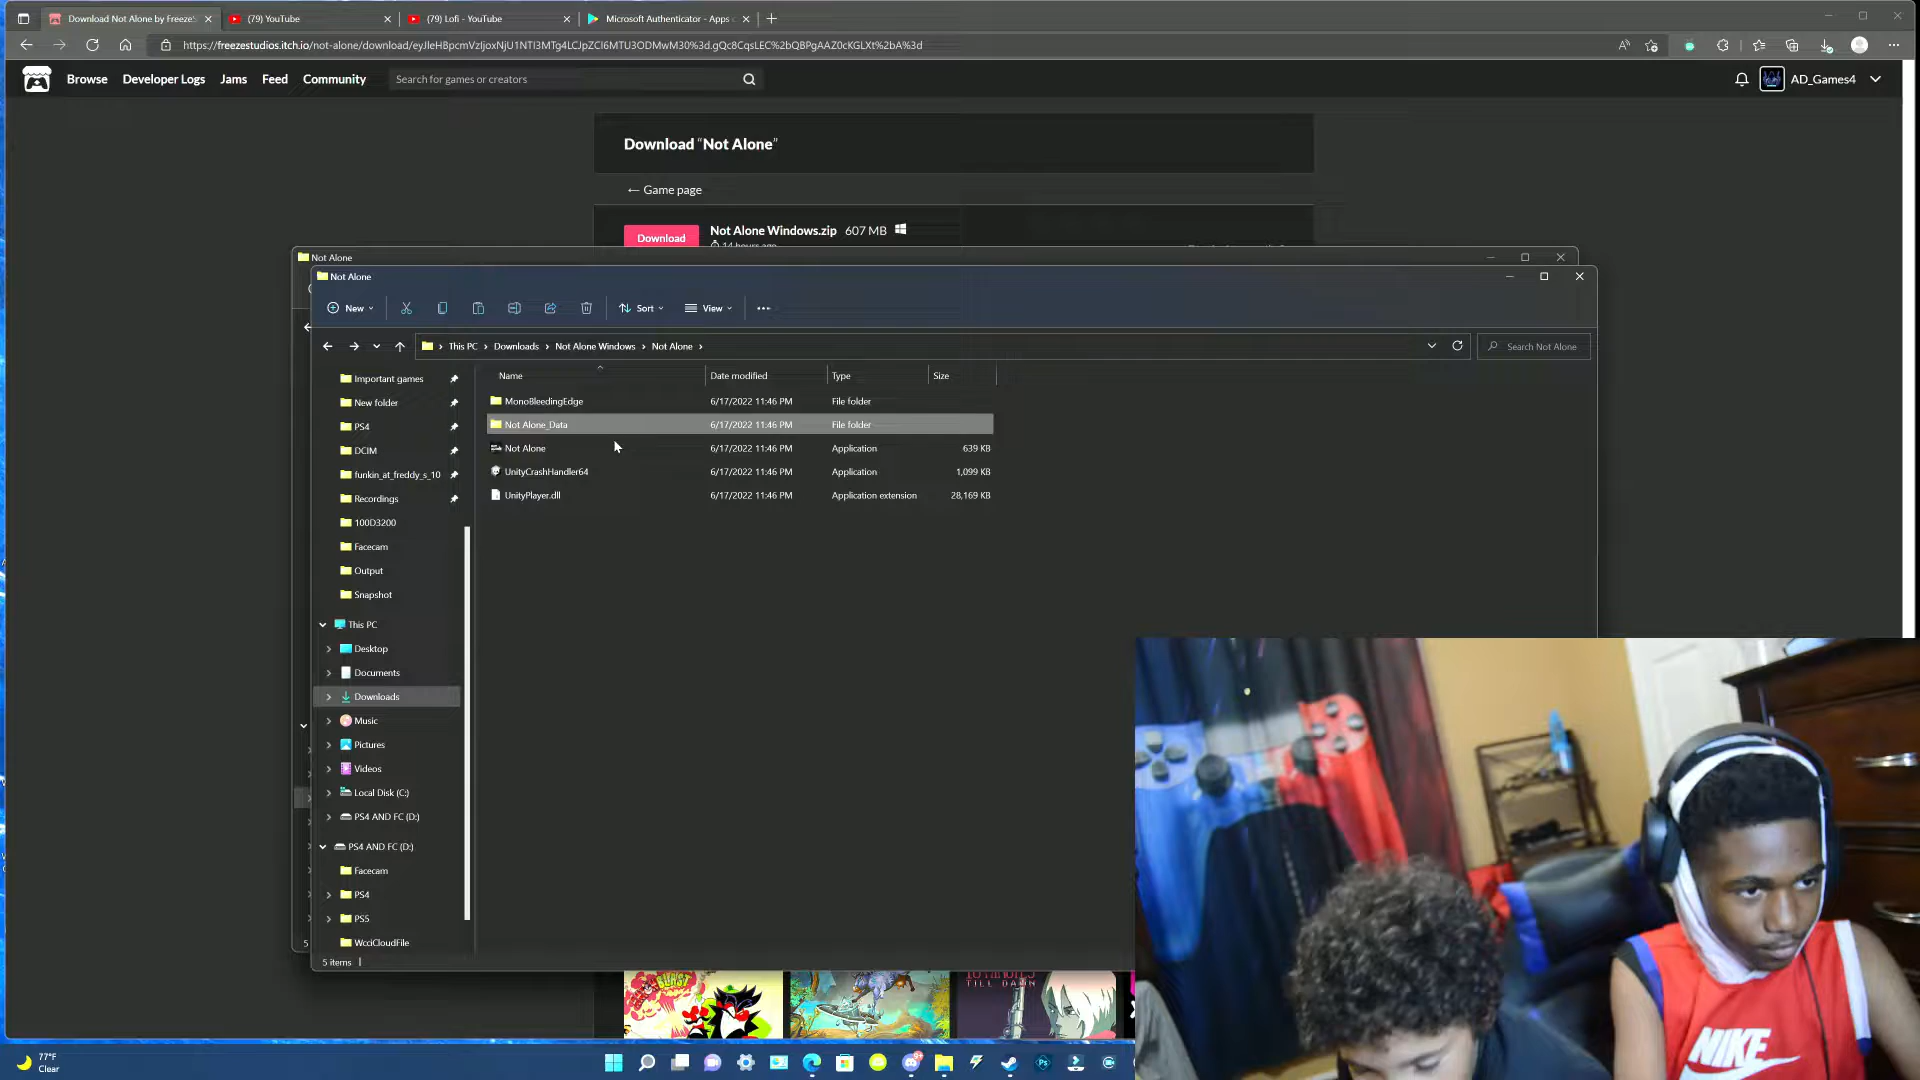 Download Not Alone by Freeze's
(79) YouTube
(79) Lofi - YouTube
Microsoft Authenticator - Apps
https://freezestudios.itch.io/not-alone/download/
Browse
Developer Logs
Jams
Feed
Community
Search for games or creators
AD_Games4
Download "Not Alone"
← Game page
Download
Not Alone Windows.zip 607 MB
14 hours ago
Not Alone
Not Alone
New
Sort
View
This PC > Downloads > Not Alone Windows > Not Alone >
Search Not Alone
Name Date modified Type Size
MonoBleedingEdge 6/17/2022 11:46 PM File folder
Not Alone_Data 6/17/2022 11:46 PM File folder
Not Alone 6/17/2022 11:46 PM Application 639 KB
UnityCrashHandler64 6/17/2022 11:46 PM Application 1,099 KB
UnityPlayer.dll 6/17/2022 11:46 PM Application extension 28,169 KB
Important games
New folder
PS4
DCIM
funkin_at_freddy_s_10
Recordings
100D3200
Facecam
Output
Snapshot
This PC
Desktop
Documents
Downloads
Music
Pictures
Videos
Local Disk (C:)
PS4 AND FC (D:)
PS4 AND FC (D:)
Facecam
PS4
PS5
WcciCloudFile
5
5 items
BLAST
TILL DAWN
NIKE
77°F
Clear